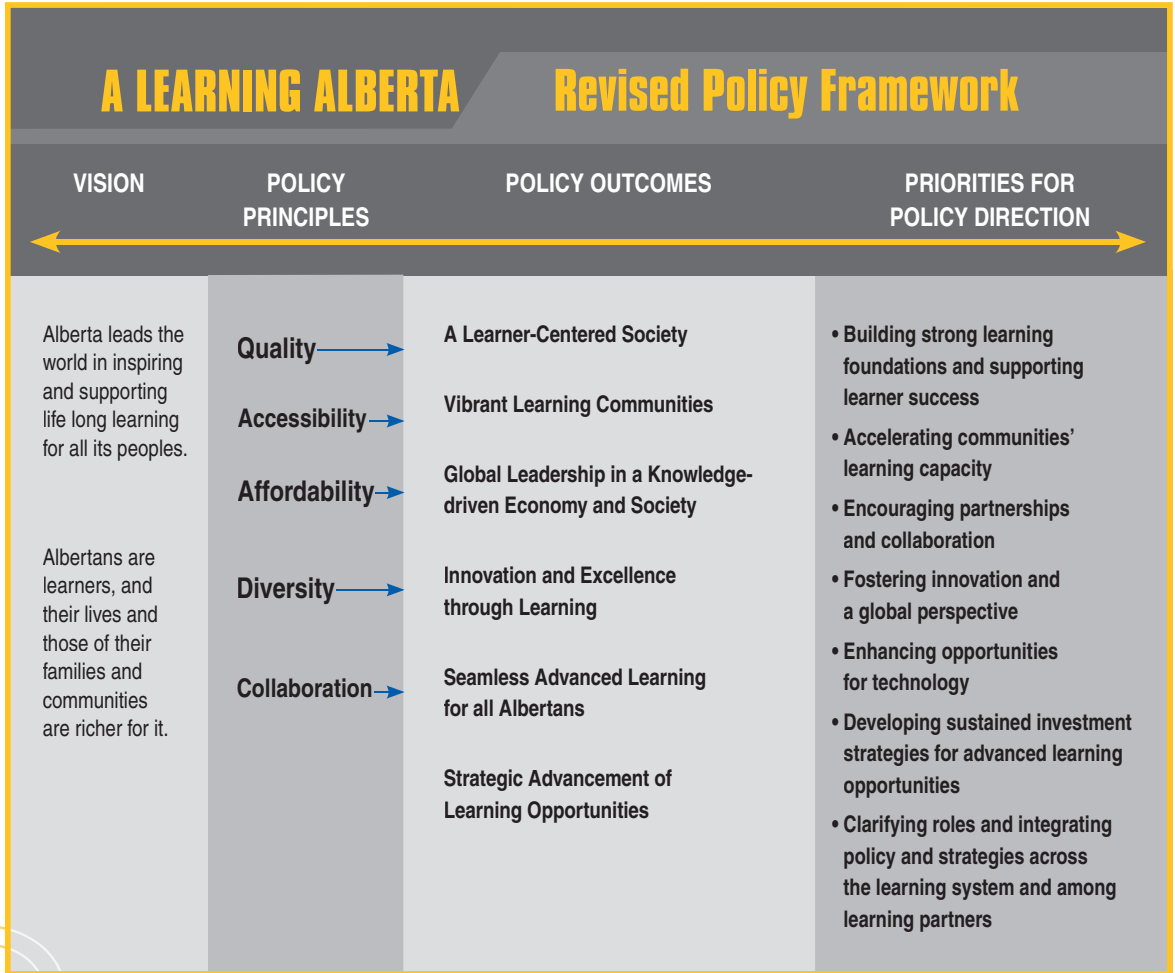 A LEARNING ALBERTA Revised Policy Framework
VISION
POLICY
PRINCIPLES
POLICY OUTCOMES
PRIORITIES FOR
POLICY DIRECTION
Alberta leads the
world in inspiring
and supporting
life long learning
for all its peoples.
Albertans are
learners, and
their lives and
those of their
families and
communities
are richer for it.
Quality
Accessibility
Affordability
Diversity
Collaboration
A Learner-Centered Society
Vibrant Learning Communities
Global Leadership in a Knowledge-
driven Economy and Society
Innovation and Excellence
through Learning
Seamless Advanced Learning
for all Albertans
Strategic Advancement of
Learning Opportunities
• Building strong learning
foundations and supporting
learner success
• Accelerating communities’
learning capacity
• Encouraging partnerships
and collaboration
• Fostering innovation and
a global perspective
• Enhancing opportunities
for technology
• Developing sustained investment
strategies for advanced learning
opportunities
• Clarifying roles and integrating
policy and strategies across
the learning system and among
learning partners